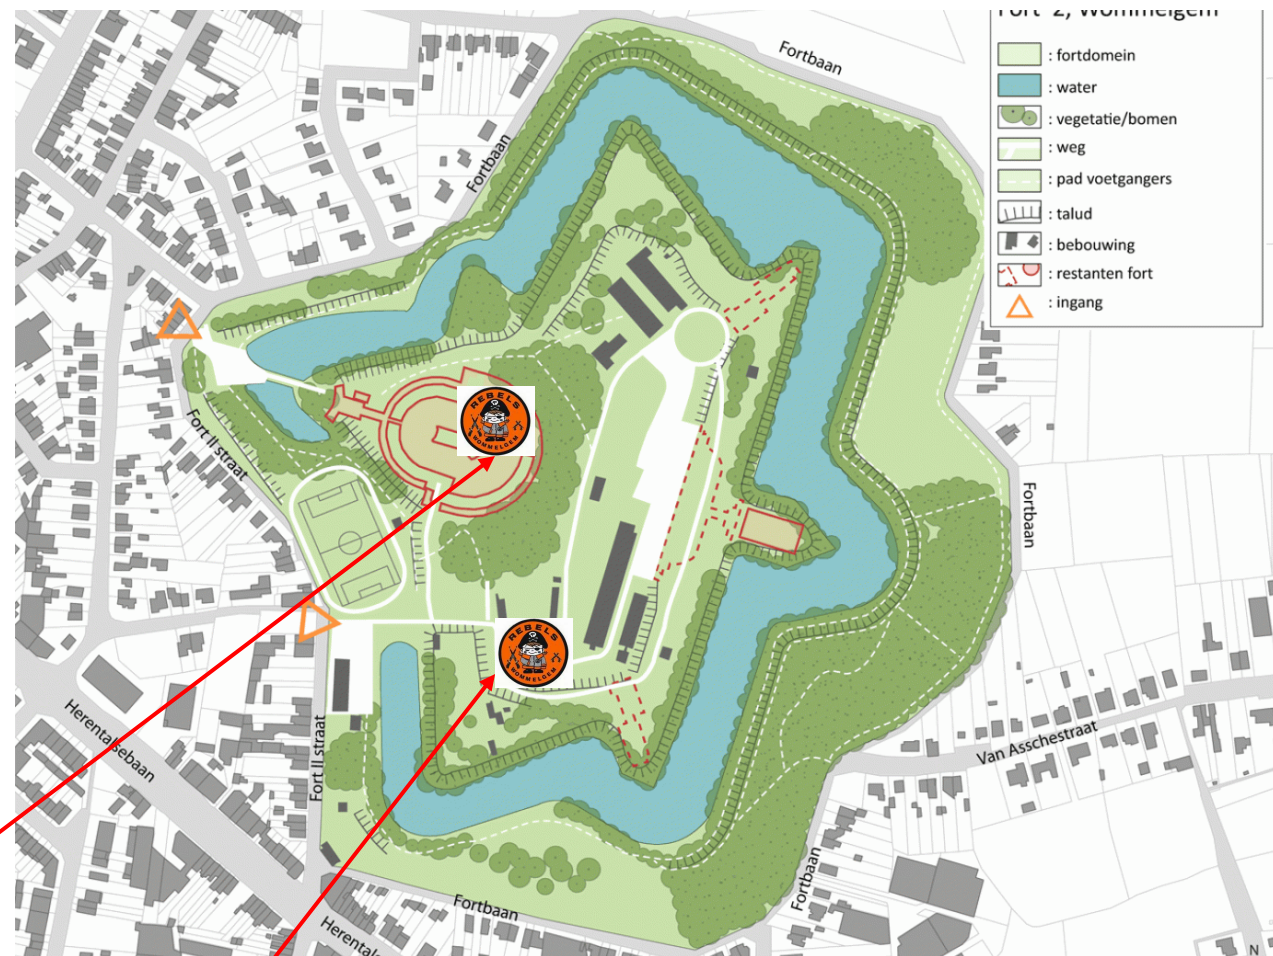 Fort 2, Wommelgem
: fortdomein
: water
: vegetatie/bomen
: weg
: pad voetgangers
: talud
: bebouwing
: restanten fort
: ingang
Fortbaan
Fortbaan
Fort II straat
REBELS
WOMMELGEM
Fortbaan
REBELS
WOMMELGEM
Herentalsebaan
Fort II straat
Van Asschestraat
Fortbaan
Fortbaan
Herentals
N